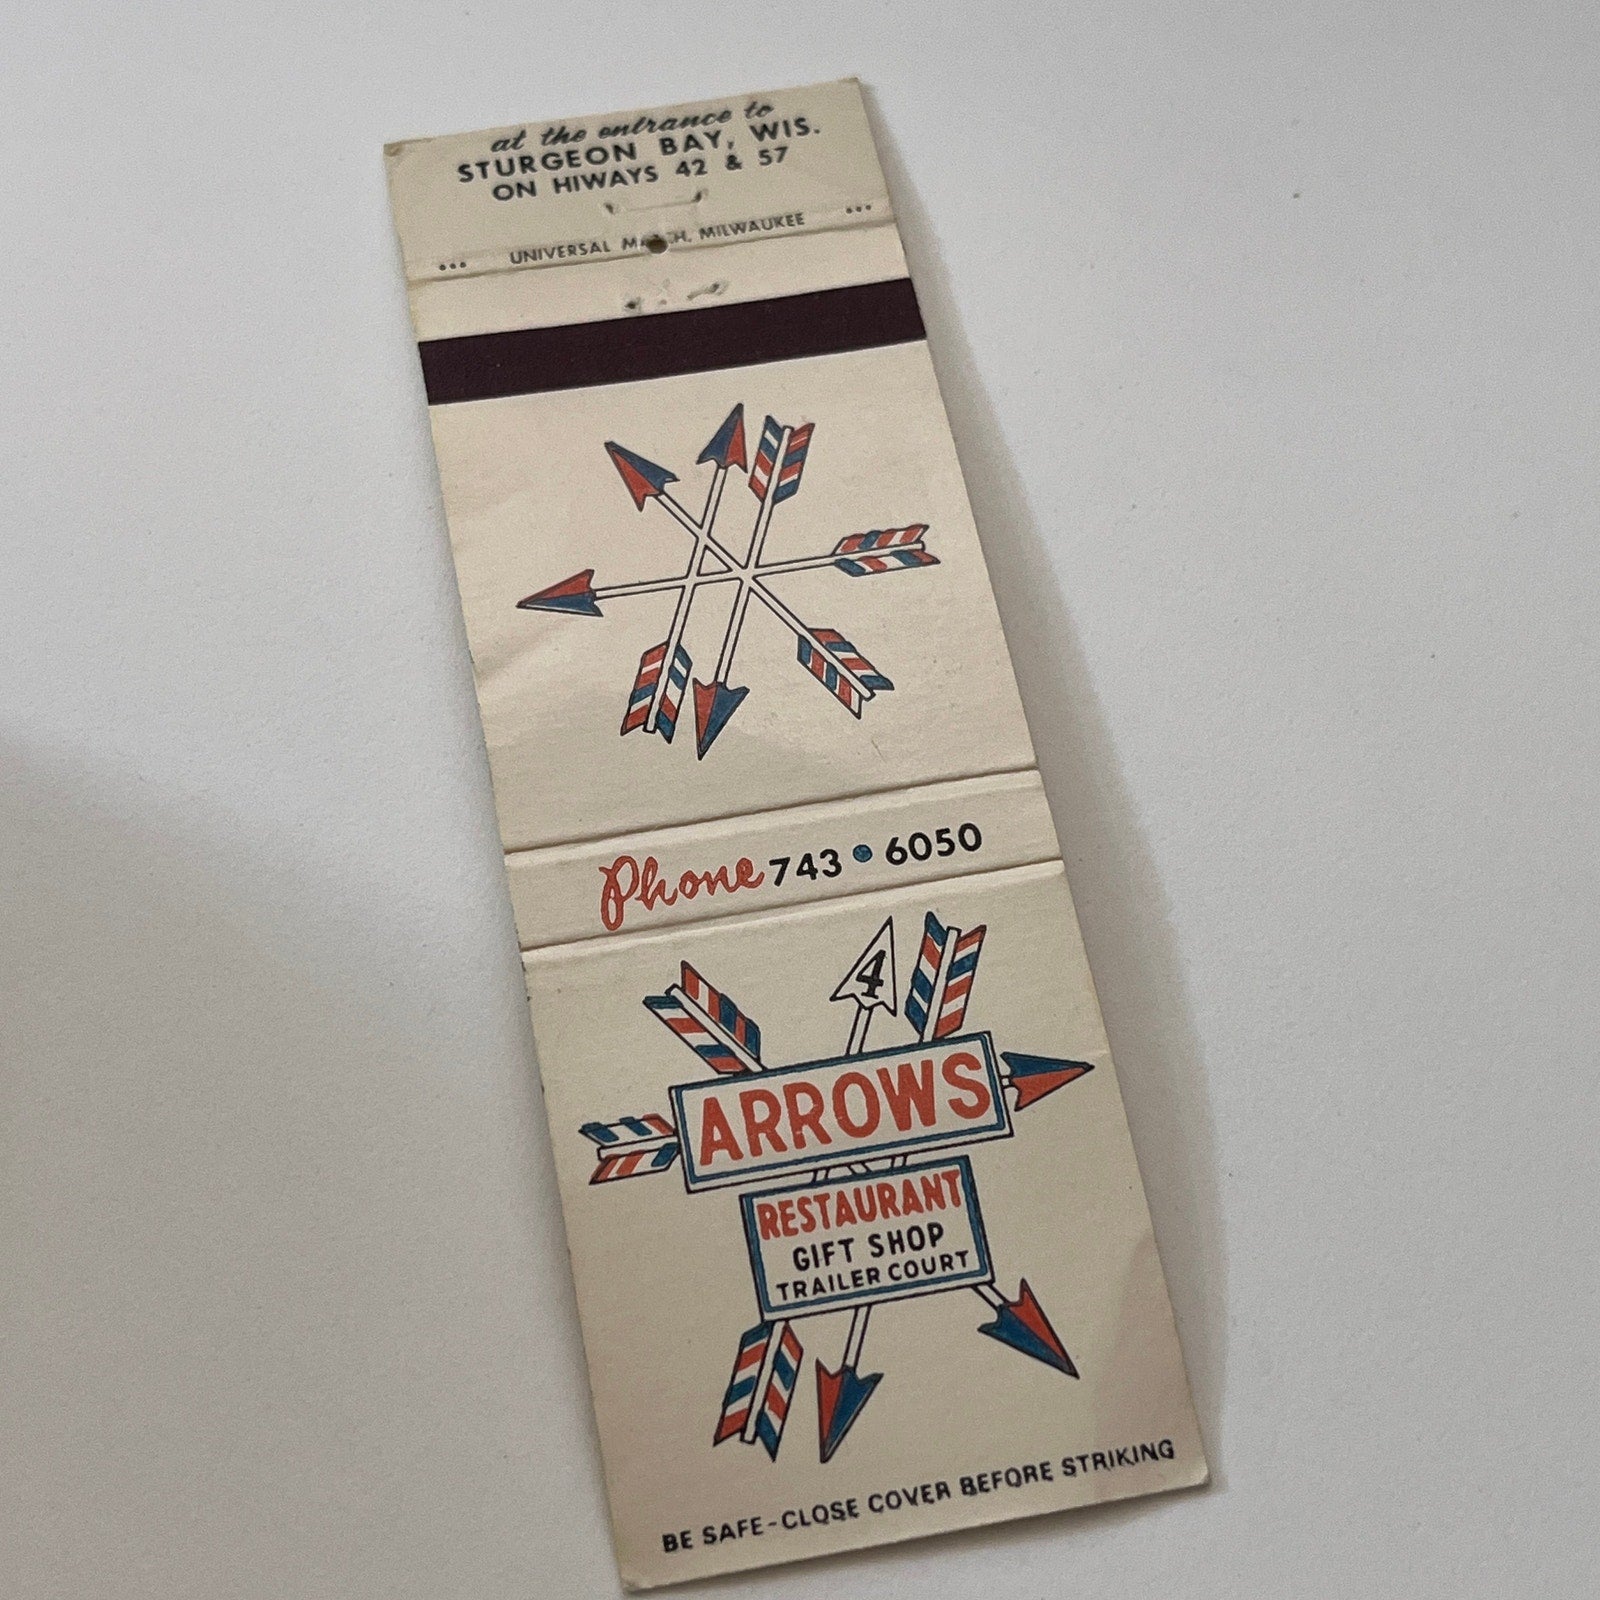 at the entrance to
STURGEON BAY, WIS.
ON HIWAYS 42 & 57
UNIVERSAL MATCH, MILWAUKEE
Phone 743 • 6050
4
ARROWS
RESTAURANT
GIFT SHOP
TRAILER COURT
BE SAFE-CLOSE COVER BEFORE STRIKING